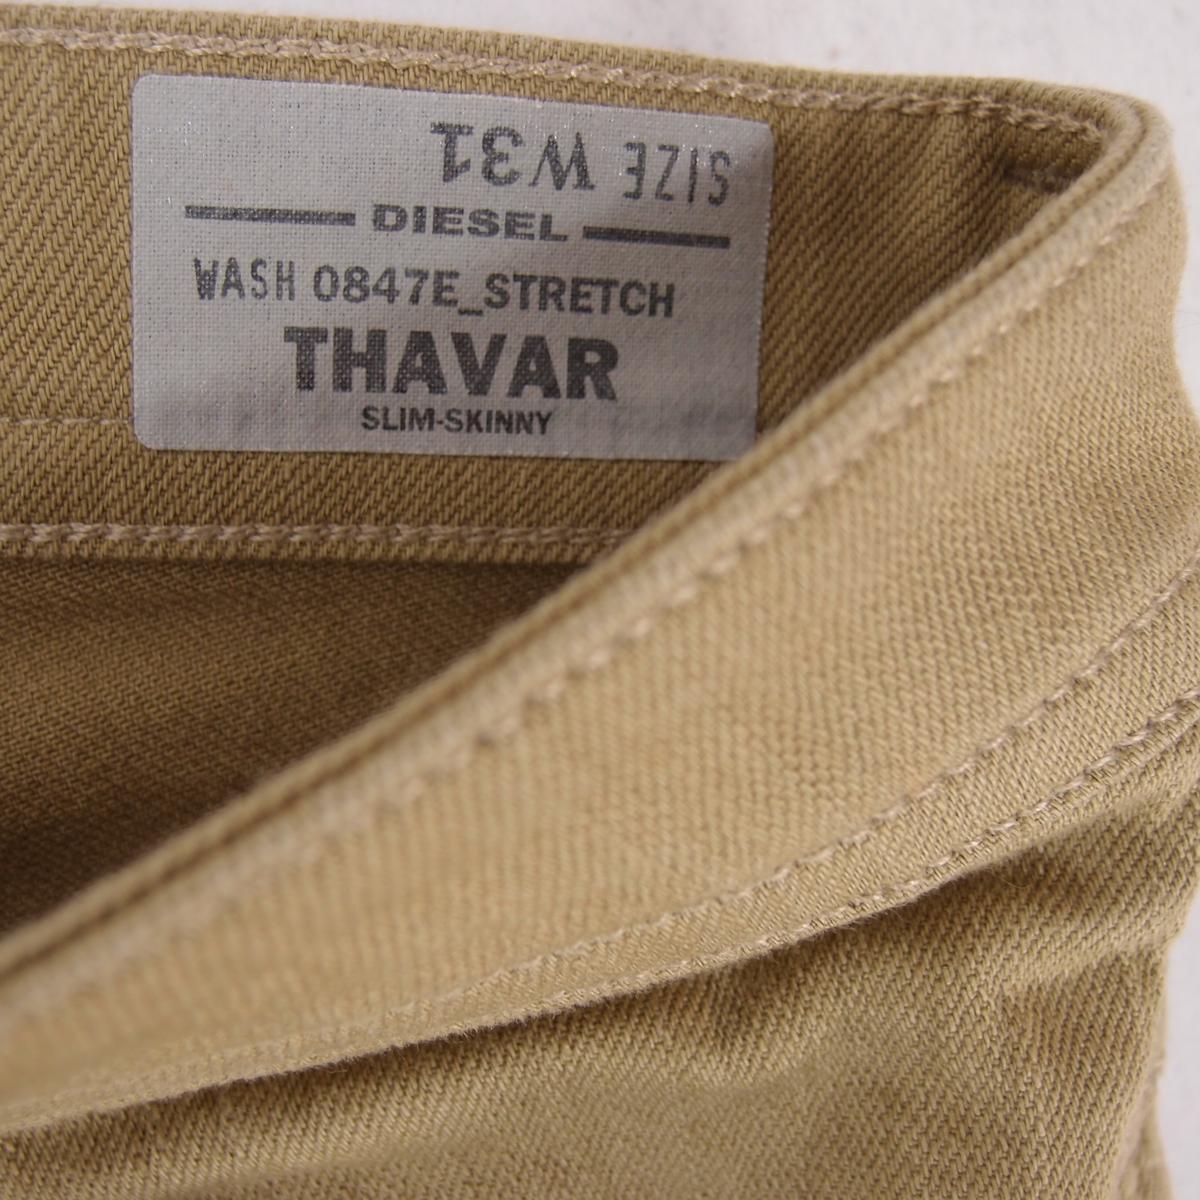 SIZE W31
DIESEL
WASH 0847E_STRETCH
THAVAR
SLIM-SKINNY